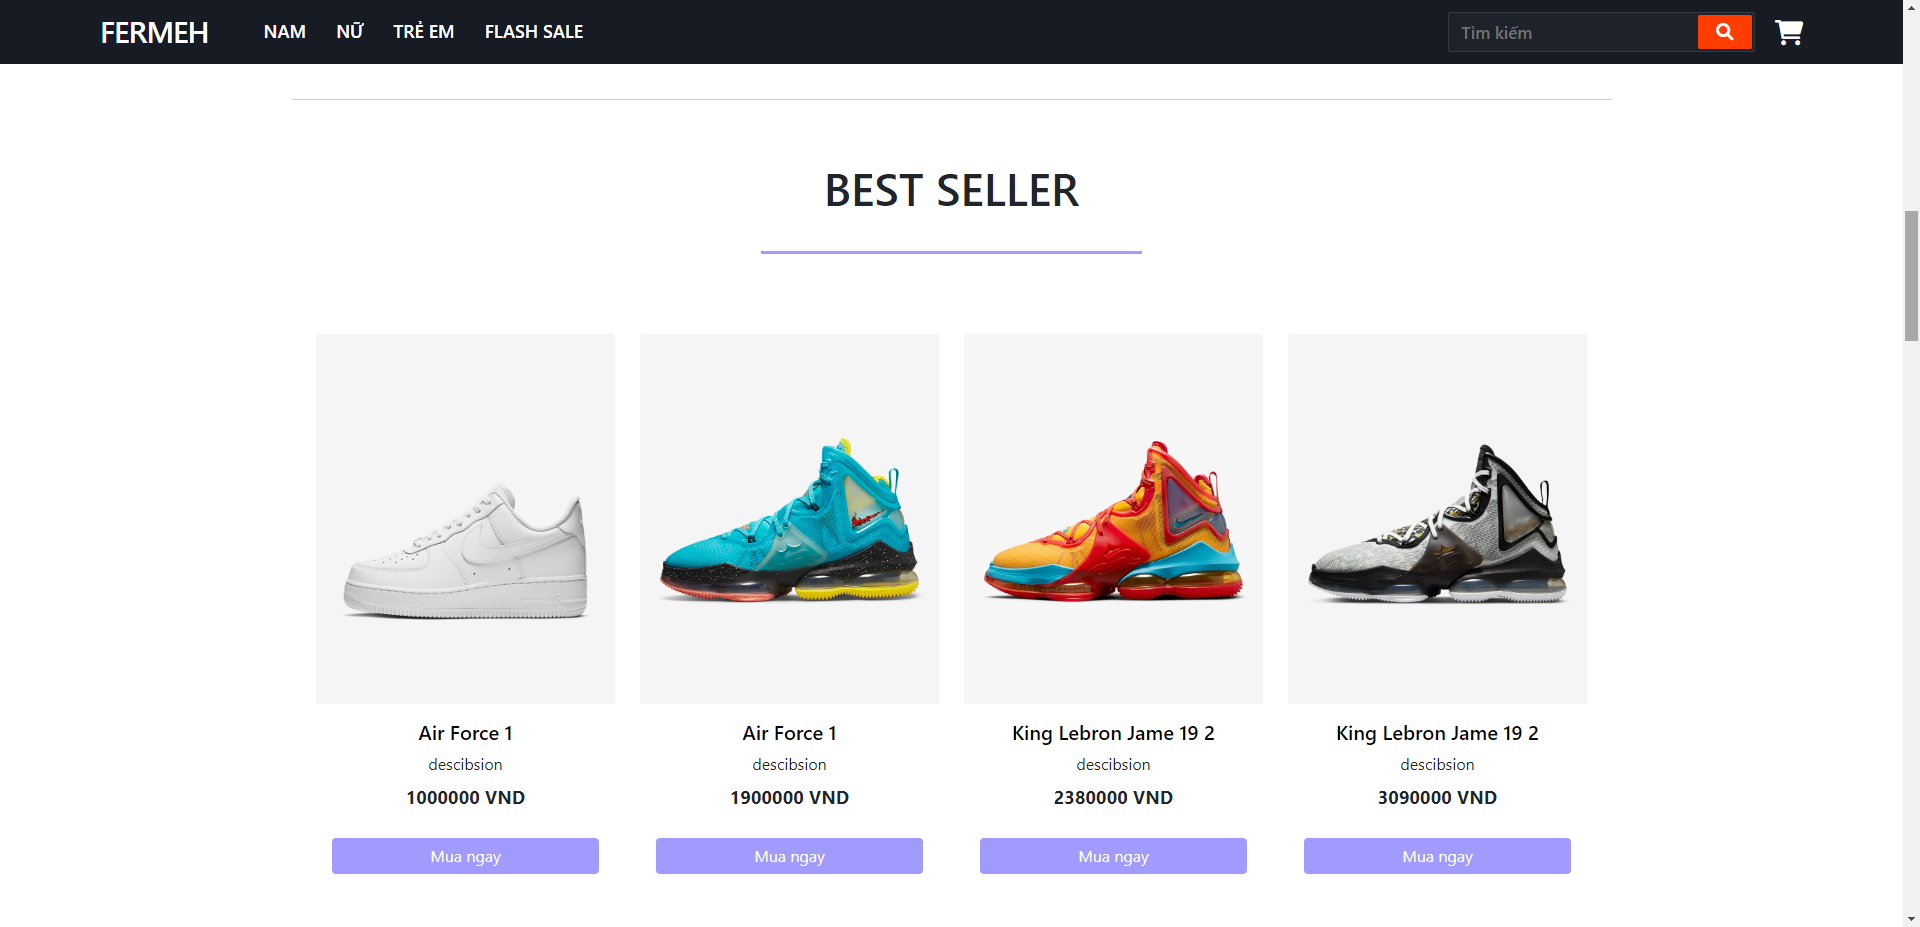 FERMEH NAM NỮ TRẺ EM FLASH SALE Tìm kiếm
BEST SELLER
Air Force 1 Air Force 1 King Lebron Jame 19 2 King Lebron Jame 19 2
descibsion descibsion descibsion descibsion
1000000 VND 1900000 VND 2380000 VND 3090000 VND
Mua ngay Mua ngay Mua ngay Mua ngay